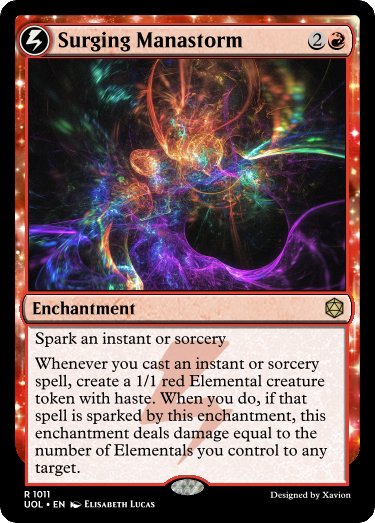 Surging Manastorm 2
Enchantment
Spark an instant or sorcery
Whenever you cast an instant or sorcery
spell, create a 1/1 red Elemental creature
token with haste. When you do, if that
spell is sparked by this enchantment, this
enchantment deals damage equal to the
number of Elementals you control to any
target.
R 1011
UOL • EN Elisabeth Lucas
Designed by Xavion